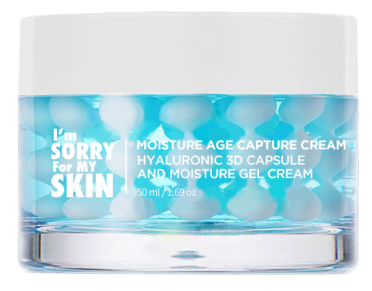 I'm
SORRY
For MY
SKIN
MOISTURE AGE CAPTURE CREAM
HYALURONIC 3D CAPSULE
AND MOISTURE GEL CREAM
50 ml / 1.69 oz